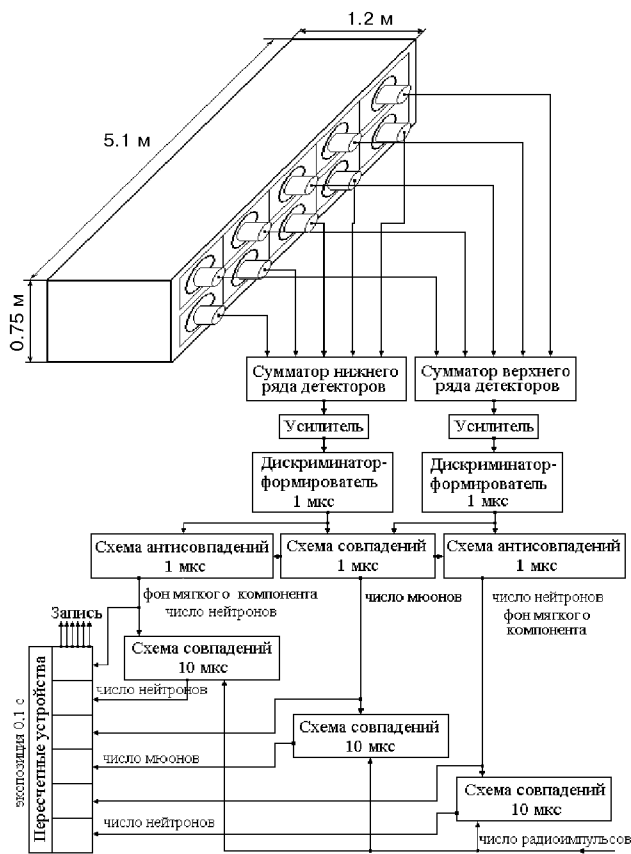 1.2 м
5.1 м
0.75 м
Сумматор нижнего
ряда детекторов
Сумматор верхнего
ряда детекторов
Усилитель
Усилитель
Дискриминатор-
формирователь
1 мкс
Дискриминатор-
формирователь
1 мкс
Схема антисовпадений
1 мкс
Схема совпадений
1 мкс
Схема антисовпадений
1 мкс
фон мягкого компонента
число нейтронов
число мюонов
число нейтронов
фон мягкого
компонента
Запись
Схема совпадений
10 мкс
число нейтронов
Схема совпадений
10 мкс
число мюонов
Схема совпадений
10 мкс
число нейтронов
число радиоимпульсов
экспозиция 0.1 с
Пересчетные устройства